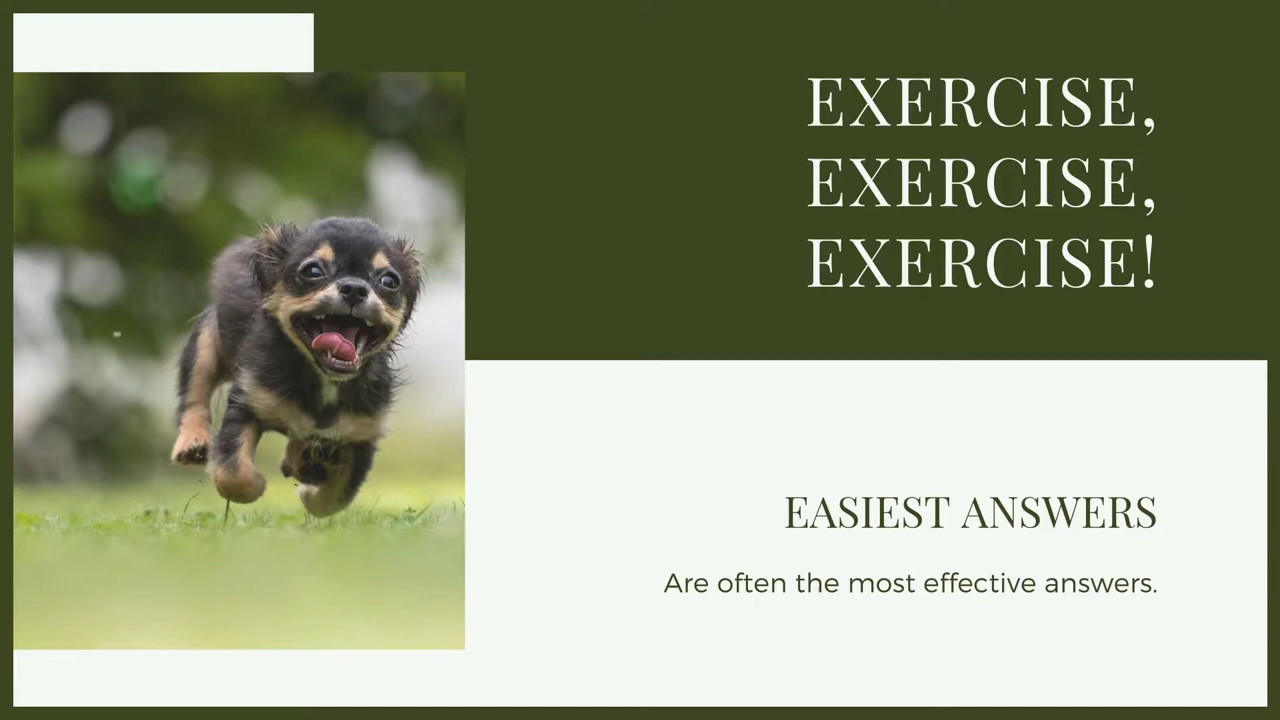 EXERCISE,
EXERCISE,
EXERCISE!
EASIEST ANSWERS
Are often the most effective answers.